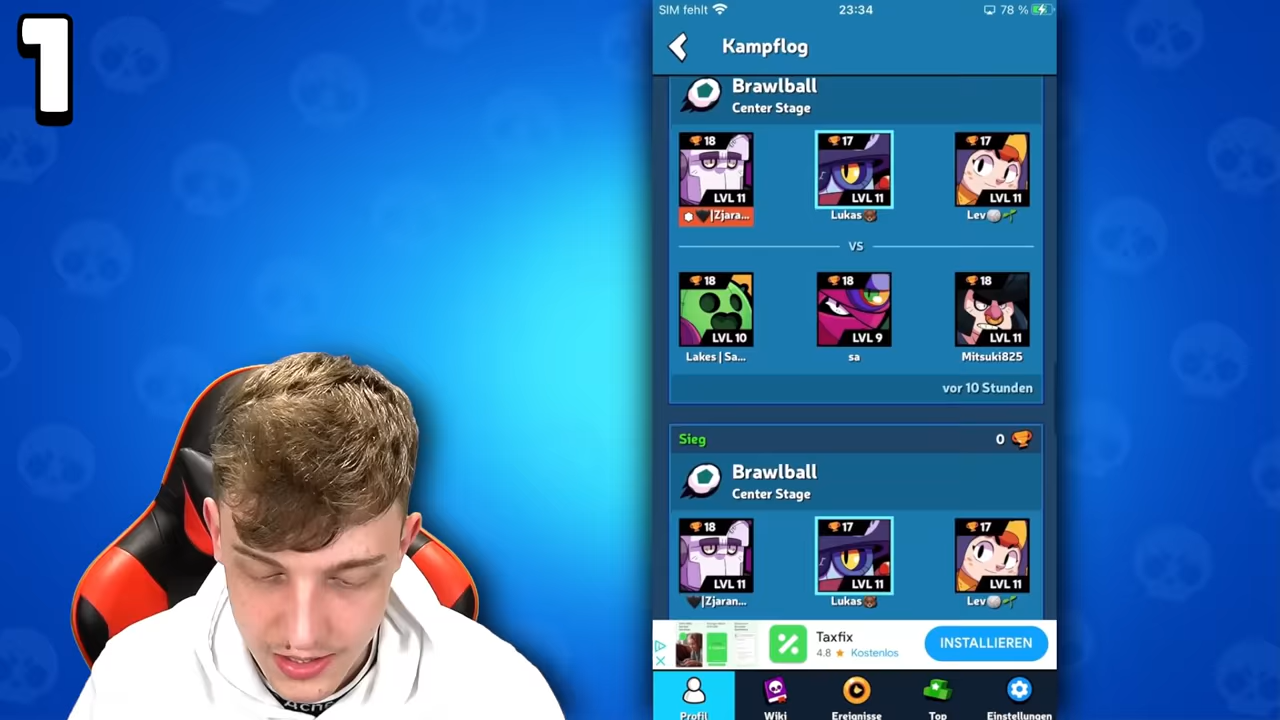 1
SIM fehlt 23:34 78 %
Kampflog
Brawlball
Center Stage
18 17 17
LVL 11 LVL 11 LVL 11
|Zjara... Lukas Lev
VS
18 18 18
LVL 10 LVL 9 LVL 11
Lakes | Sa... sa Mitsuki825
vor 10 Stunden
Sieg 0
Brawlball
Center Stage
18 17 17
LVL 11 LVL 11 LVL 11
|Zjaran... Lukas Lev
Taxfix
4.8 Kostenlos
INSTALLIEREN
Profil Wiki Ereignisse Top Einstellungen